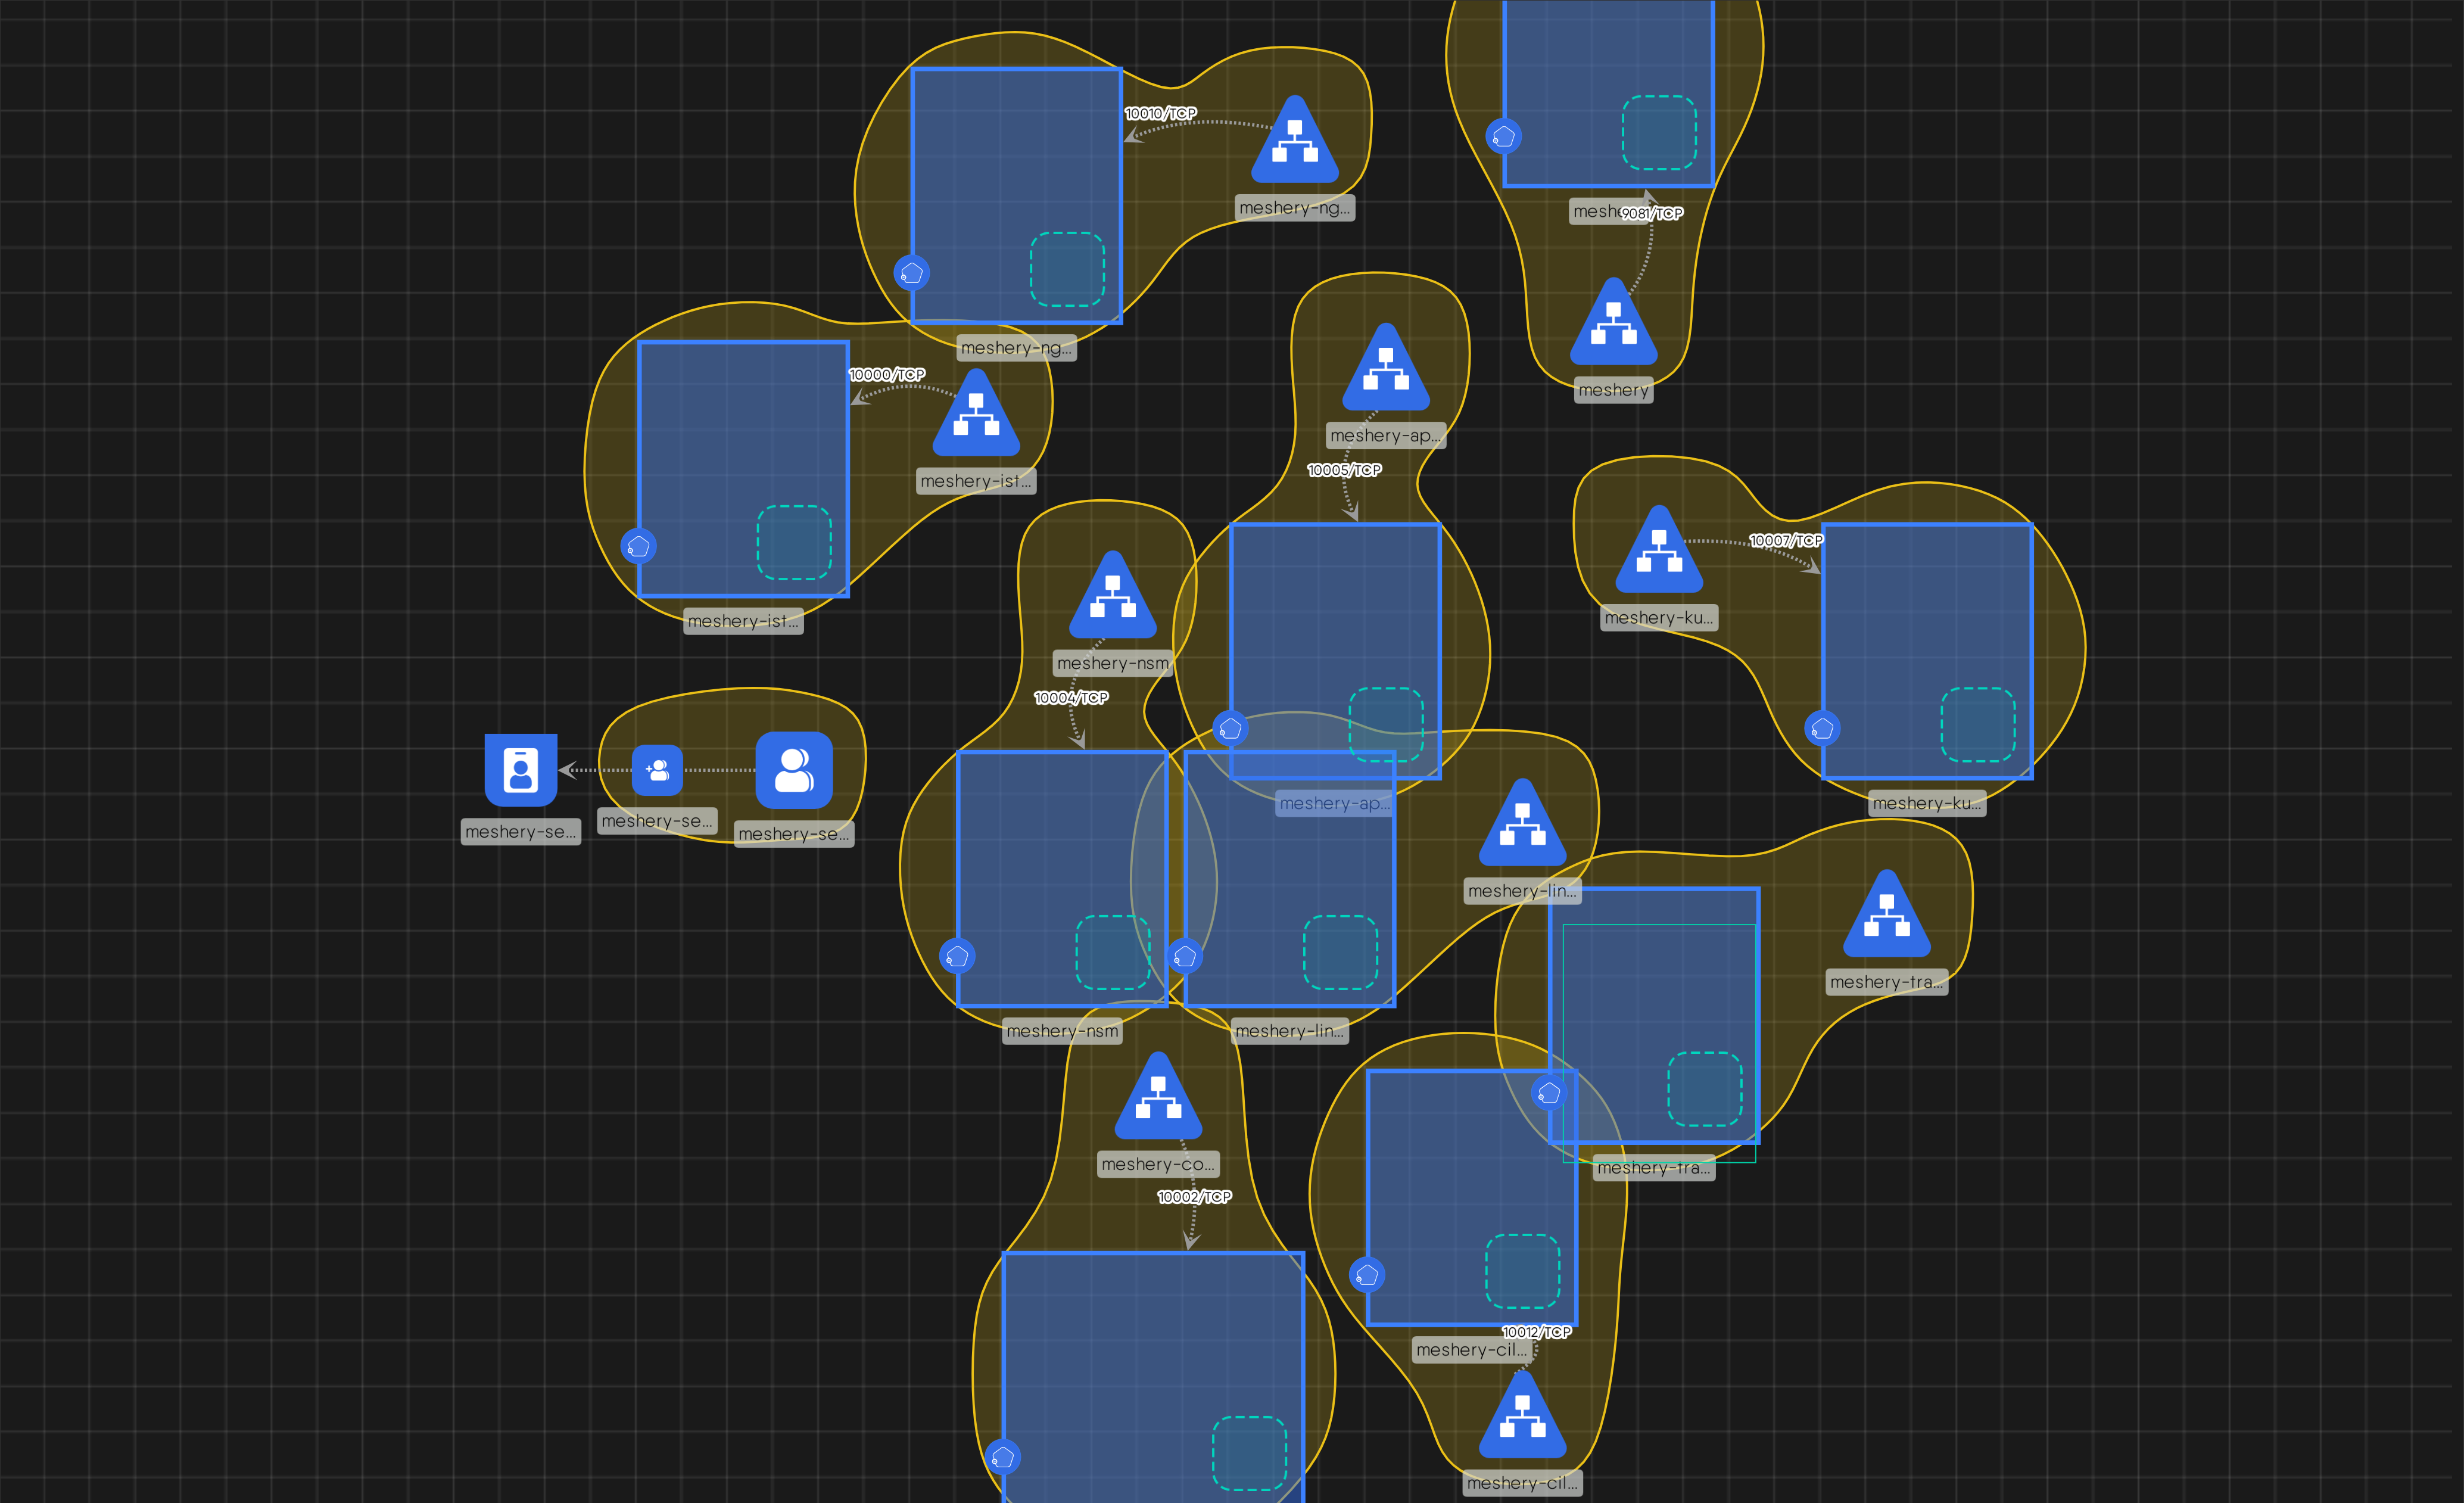 10010/TCP
meshery-ng...
9081/TCP
meshery-ng...
10000/TCP
meshery
meshery-ap...
10005/TCP
meshery-ist...
10007/TCP
meshery-ist...
meshery-ku...
meshery-nsm
10004/TCP
meshery-ap...
meshery-ku...
meshery-se...
meshery-se...
meshery-se...
meshery-lin...
meshery-tra...
meshery-nsm
meshery-lin...
meshery-co...
meshery-tra...
10002/TCP
10012/TCP
meshery-cil...
meshery-cil...